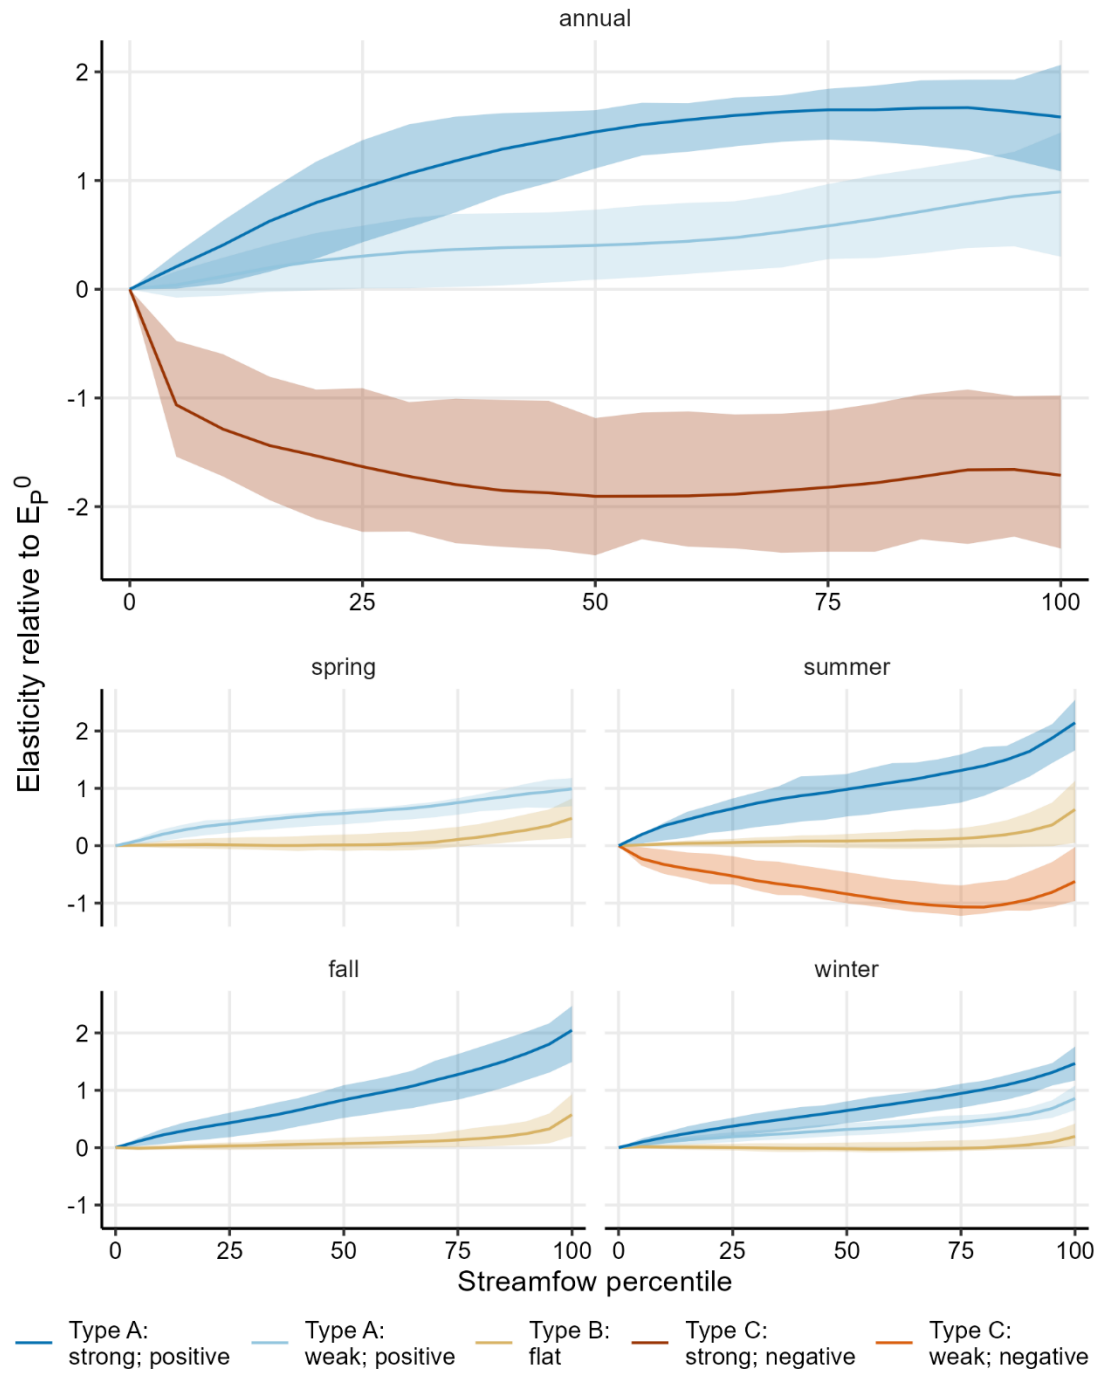 annual
2
1
0
-1
-2
0 25 50 75 100
Elasticity relative to E_P^0
spring summer
2
1
0
-1
fall winter
2
1
0
-1
0 25 50 75 100 0 25 50 75 100
Streamfow percentile
Type A: Type A: Type B: Type C: Type C:
strong; positive weak; positive flat strong; negative weak; negative